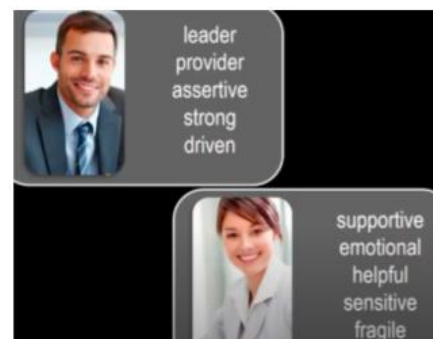 leader
provider
assertive
strong
driven
supportive
emotional
helpful
sensitive
fragile